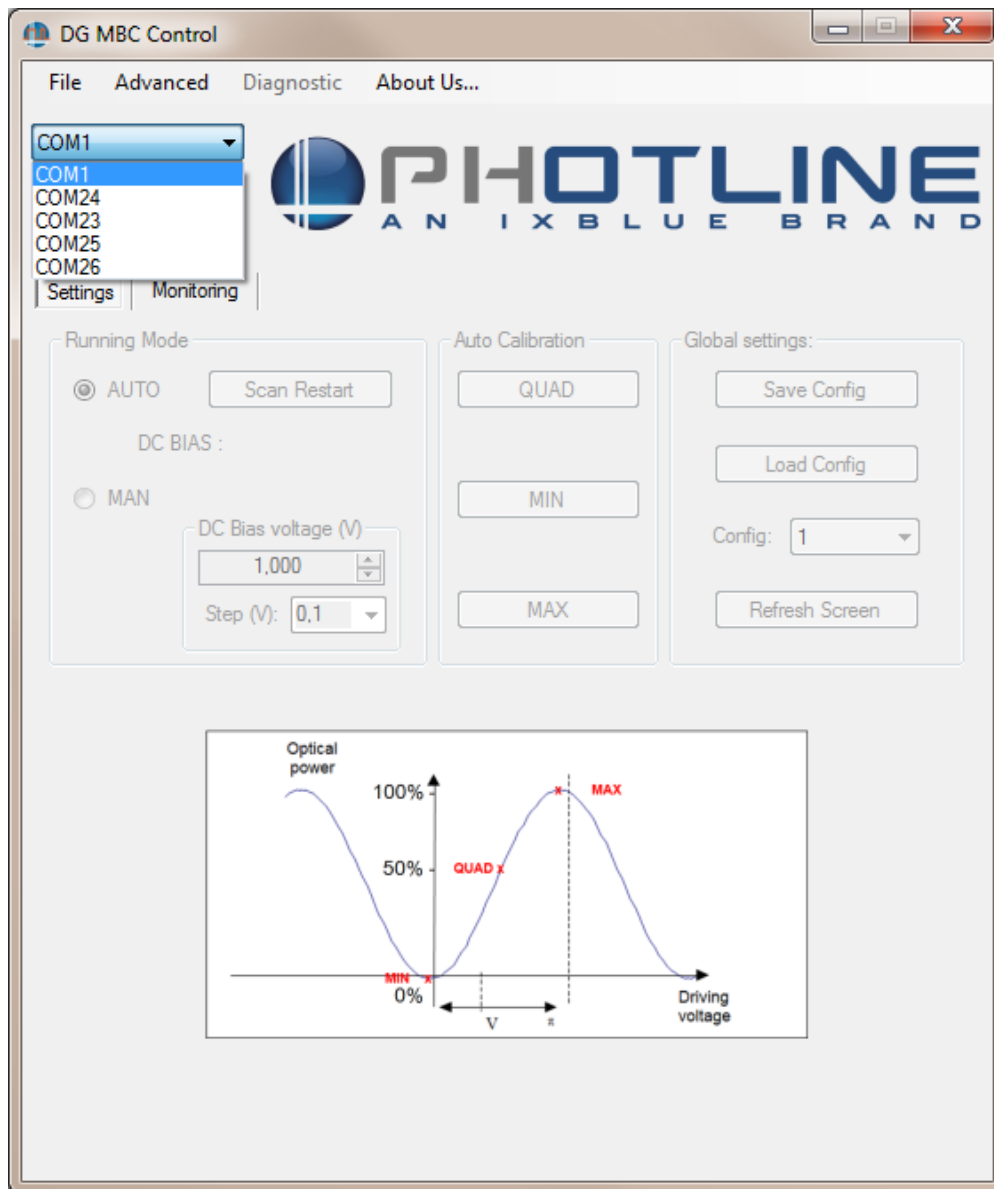 DG MBC Control
File Advanced Diagnostic About Us...
COM1
COM1
COM24
COM23
COM25
COM26
PHOTLINE
AN IXBLUE BRAND
Settings Monitoring
Running Mode
AUTO Scan Restart
DC BIAS :
MAN
DC Bias voltage (V)
1,000
Step (V): 0,1
Auto Calibration
QUAD
MIN
MAX
Global settings:
Save Config
Load Config
Config: 1
Refresh Screen
Optical
power
100% MAX
50% QUAD
MIN
0%
Driving
voltage
V π